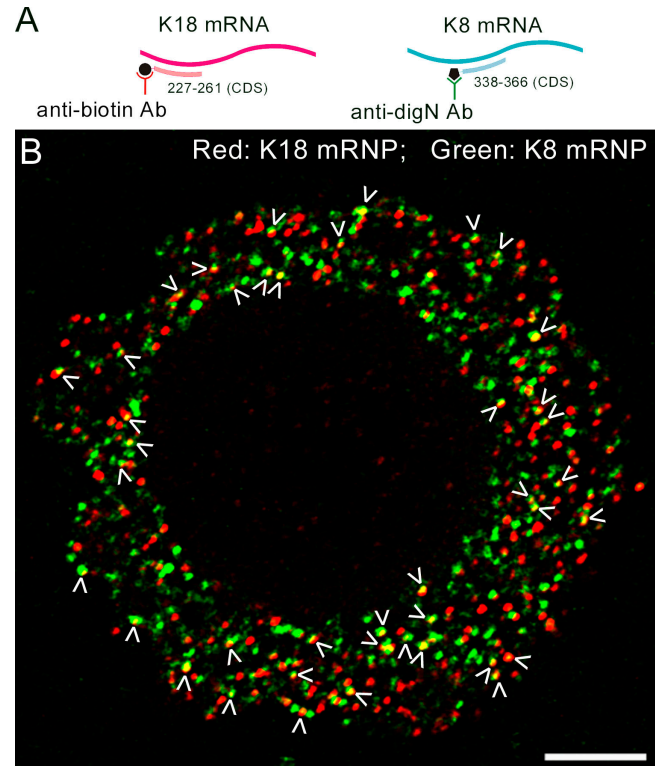 A
K18 mRNA
K8 mRNA
227-261 (CDS)
338-366 (CDS)
anti-biotin Ab
anti-digN Ab
B
Red: K18 mRNP; Green: K8 mRNP